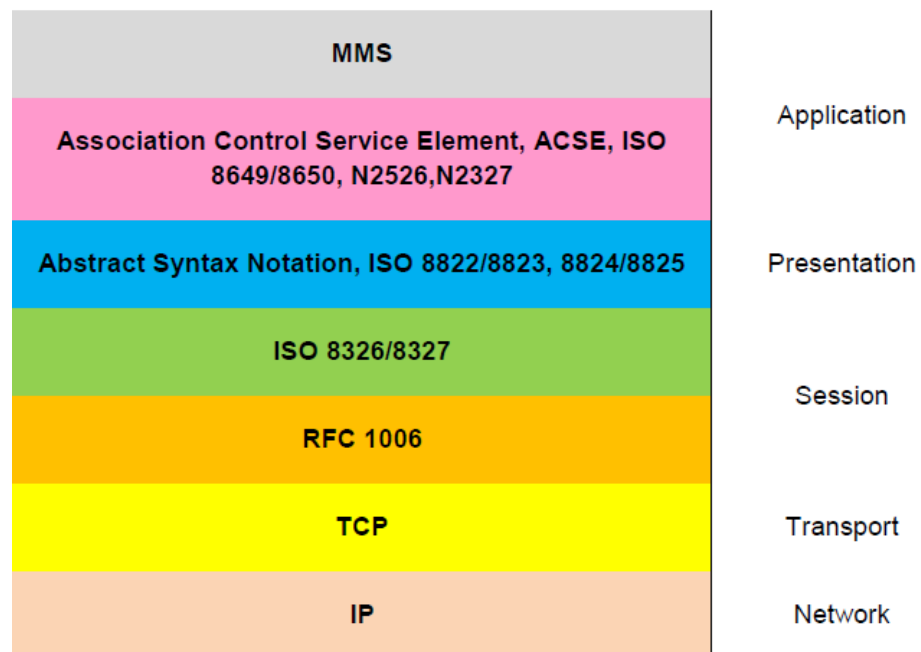 MMS
Application
Association Control Service Element, ACSE, ISO
8649/8650, N2526,N2327
Abstract Syntax Notation, ISO 8822/8823, 8824/8825
Presentation
ISO 8326/8327
Session
RFC 1006
TCP
Transport
IP
Network